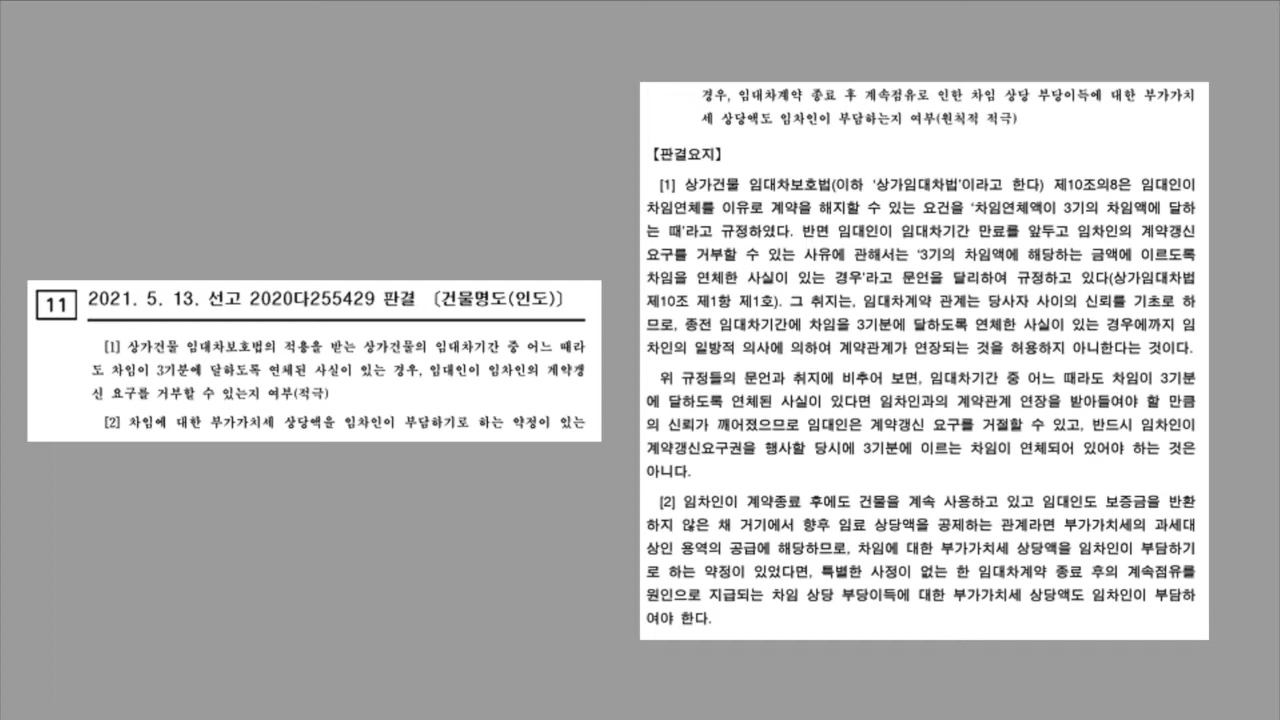 11
2021. 5. 13. 선고 2020다255429 판결 〔건물명도(인도)〕
[1] 상가건물 임대차보호법의 적용을 받는 상가건물의 임대차기간 중 어느 때라
도 차임이 3기분에 달하도록 연체된 사실이 있는 경우, 임대인이 임차인의 계약갱
신 요구를 거부할 수 있는지 여부(적극)
[2] 차임에 대한 부가가치세 상당액을 임차인이 부담하기로 하는 약정이 있는
경우, 임대차계약 종료 후 계속점유로 인한 차임 상당 부당이득에 대한 부가가치
세 상당액도 임차인이 부담하는지 여부(원칙적 적극)
【판결요지】
[1] 상가건물 임대차보호법(이하 '상가임대차법'이라고 한다) 제10조의8은 임대인이
차임연체를 이유로 계약을 해지할 수 있는 요건을 '차임연체액이 3기의 차임액에 달하
는 때'라고 규정하였다. 반면 임대인이 임대차기간 만료를 앞두고 임차인의 계약갱신
요구를 거부할 수 있는 사유에 관해서는 '3기의 차임액에 해당하는 금액에 이르도록
차임을 연체한 사실이 있는 경우'라고 문언을 달리하여 규정하고 있다(상가임대차법
제10조 제1항 제1호). 그 취지는, 임대차계약 관계는 당사자 사이의 신뢰를 기초로 하
므로, 종전 임대차기간에 차임을 3기분에 달하도록 연체한 사실이 있는 경우에까지 임
차인의 일방적 의사에 의하여 계약관계가 연장되는 것을 허용하지 아니한다는 것이다.
위 규정들의 문언과 취지에 비추어 보면, 임대차기간 중 어느 때라도 차임이 3기분
에 달하도록 연체된 사실이 있다면 임차인과의 계약관계 연장을 받아들여야 할 만큼
의 신뢰가 깨어졌으므로 임대인은 계약갱신 요구를 거절할 수 있고, 반드시 임차인이
계약갱신요구권을 행사할 당시에 3기분에 이르는 차임이 연체되어 있어야 하는 것은
아니다.
[2] 임차인이 계약종료 후에도 건물을 계속 사용하고 있고 임대인도 보증금을 반환
하지 않은 채 거기에서 향후 임료 상당액을 공제하는 관계라면 부가가치세의 과세대
상인 용역의 공급에 해당하므로, 차임에 대한 부가가치세 상당액을 임차인이 부담하기
로 하는 약정이 있었다면, 특별한 사정이 없는 한 임대차계약 종료 후의 계속점유를
원인으로 지급되는 차임 상당 부당이득에 대한 부가가치세 상당액도 임차인이 부담하
여야 한다.